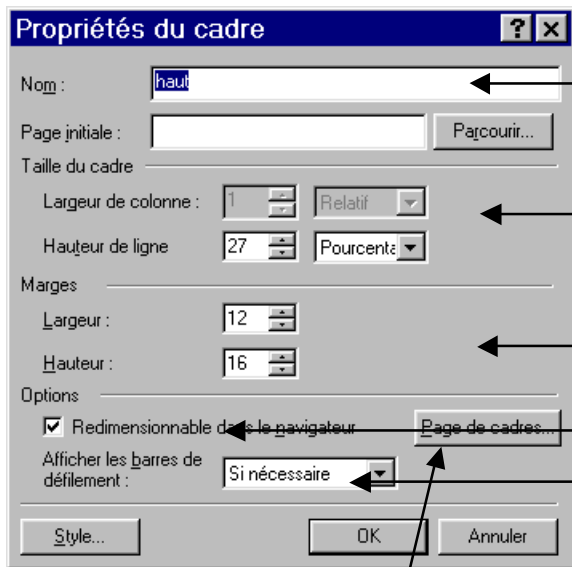 Propriétés du cadre
Nom : haut
Page initiale : Parcourir...
Taille du cadre
Largeur de colonne : 1 Relatif
Hauteur de ligne 27 Pourcenta
Marges
Largeur : 12
Hauteur : 16
Options
Redimensionnable dans le navigateur Page de cadres...
Afficher les barres de
défilement : Si nécessaire
Style... OK Annuler